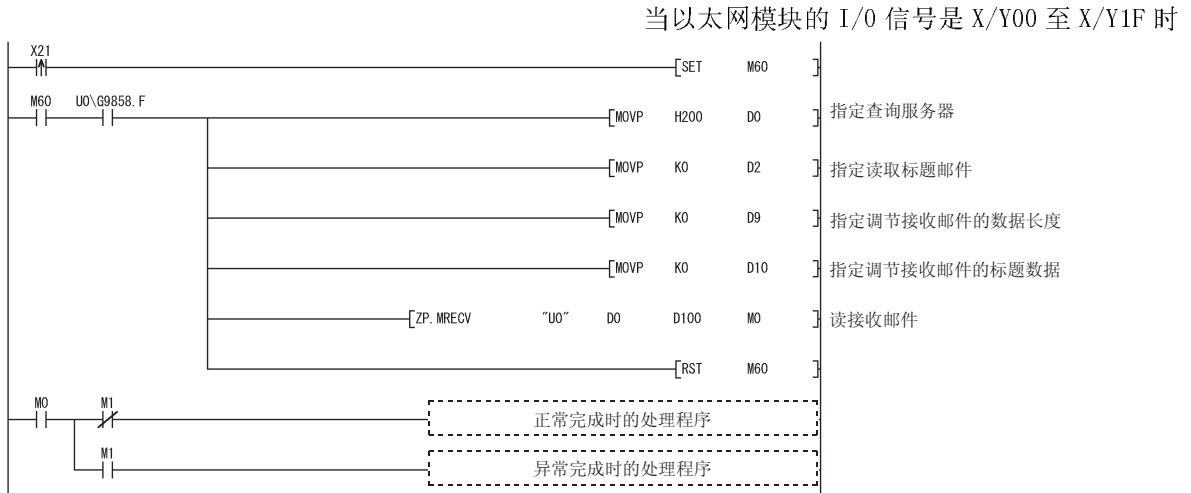 当以太网模块的 I/O 信号是 X/Y00 至 X/Y1F 时
X21
SET M60
M60 U0\G9858.F
MOVP H200 D0 指定查询服务器
MOVP K0 D2 指定读取标题邮件
MOVP K0 D9 指定调节接收邮件的数据长度
MOVP K0 D10 指定调节接收邮件的标题数据
ZP.MRECV "U0" D0 D100 M0 读接收邮件
RST M60
M0 M1
正常完成时的处理程序
M1
异常完成时的处理程序